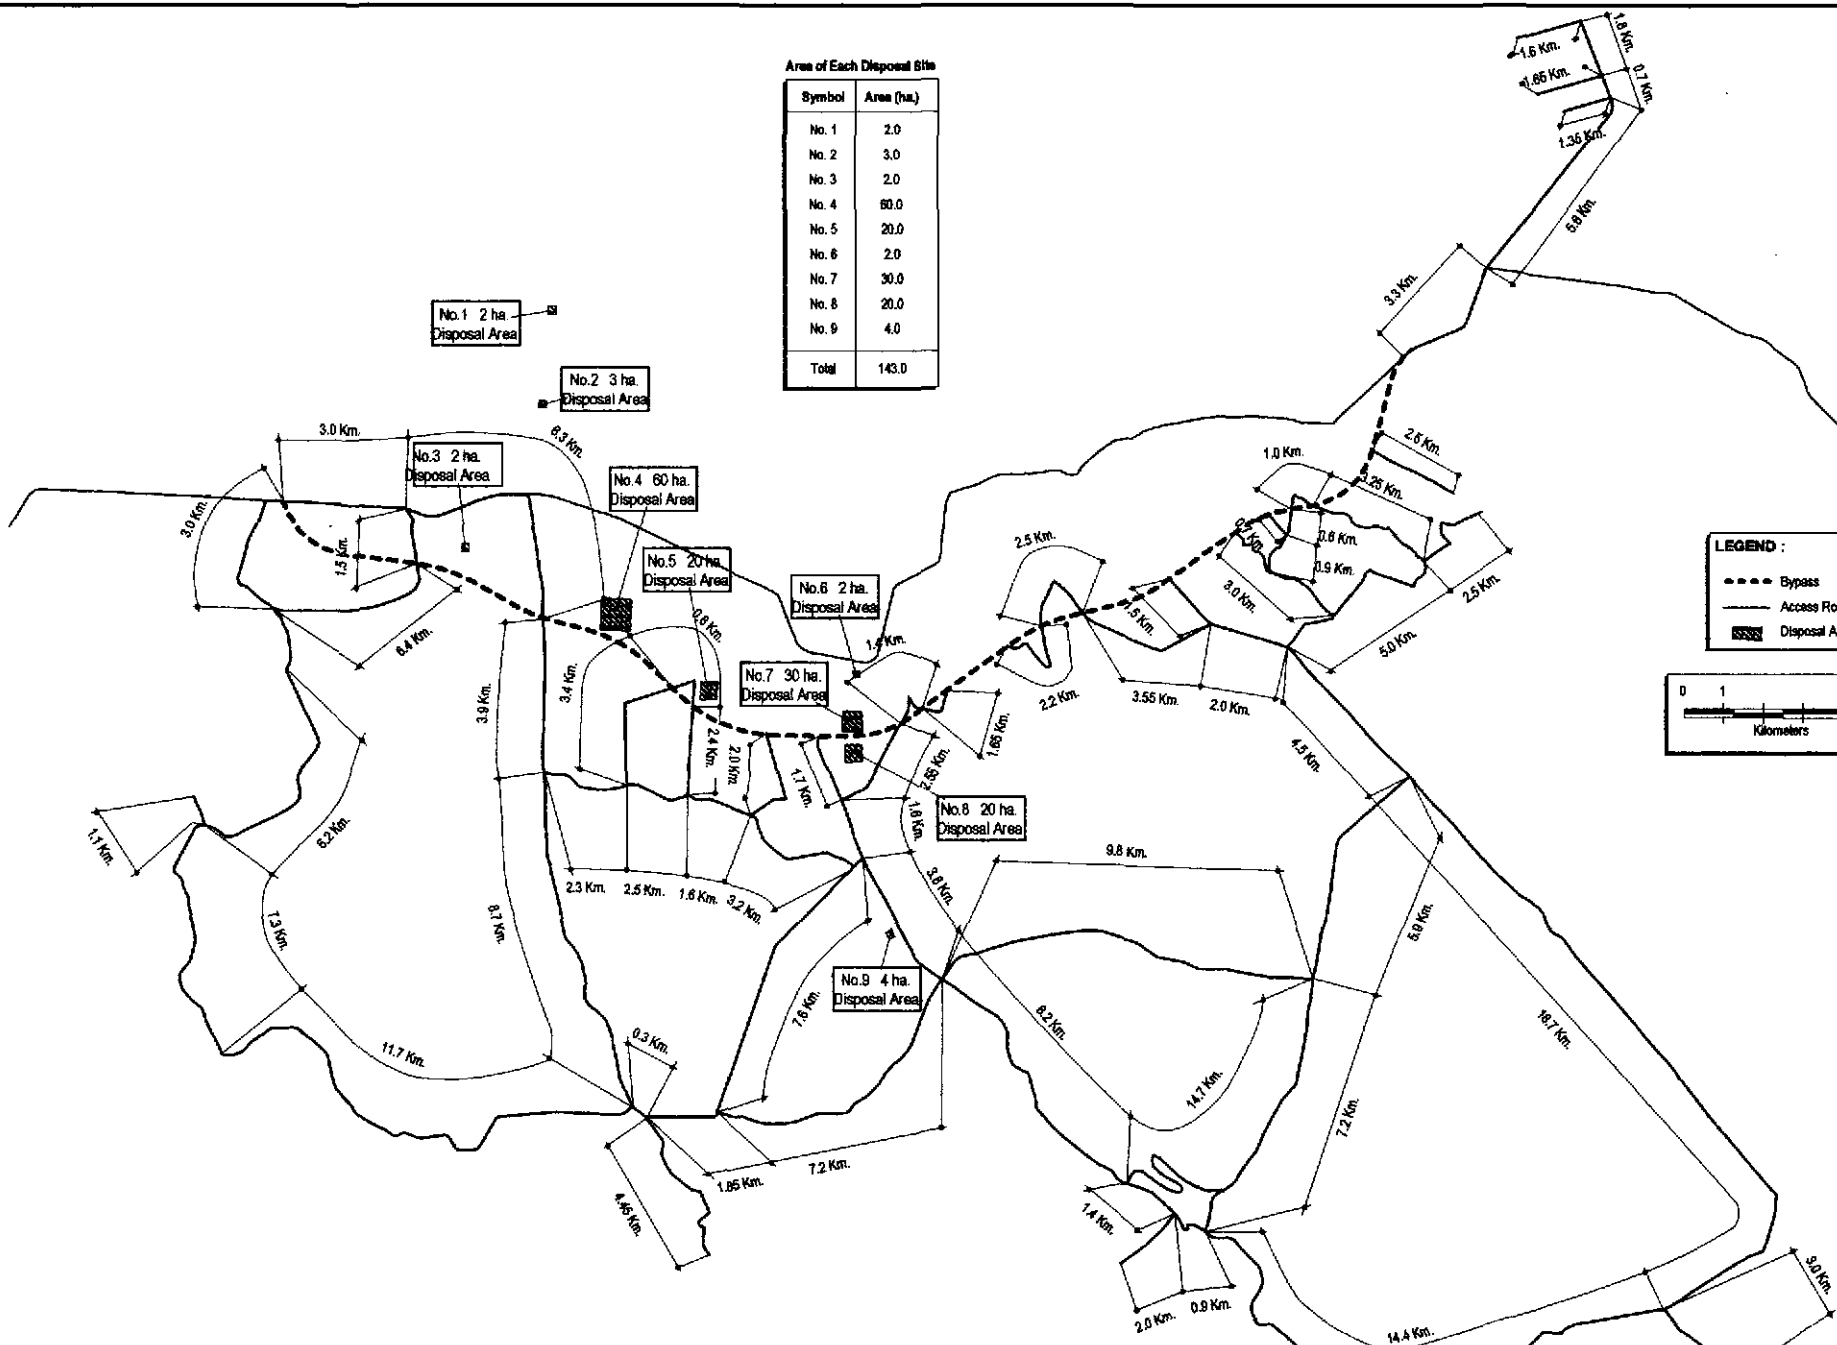 Area of Each Disposal Site
Symbol Area (ha.)
No. 1 2.0
No. 2 3.0
No. 3 2.0
No. 4 60.0
No. 5 20.0
No. 6 2.0
No. 7 30.0
No. 8 20.0
No. 9 4.0
Total 143.0
1.6 Km.
1.8 Km.
1.65 Km.
0.7 Km.
1.35 Km.
5.8 Km.
3.3 Km.
No.1 2 ha.
Disposal Area
No.2 3 ha.
Disposal Area
3.0 Km.
6.3 Km.
No.3 2 ha.
Disposal Area
No.4 60 ha.
Disposal Area
3.0 Km.
1.5 Km.
6.4 Km.
No.5 20 ha.
Disposal Area
0.8 Km.
No.6 2 ha.
Disposal Area
1.4 Km.
No.7 30 ha.
Disposal Area
2.5 Km.
1.0 Km.
2.5 Km.
3.25 Km.
0.7 Km.
0.6 Km.
0.9 Km.
3.0 Km.
2.5 Km.
5.0 Km.
1.5 Km.
2.2 Km.
3.55 Km.
2.0 Km.
LEGEND :
Bypass
Access Ro
Disposal A
0 1
Kilometers
3.9 Km.
3.4 Km.
2.4 Km.
2.0 Km.
1.7 Km.
2.55 Km.
1.65 Km.
1.6 Km.
No.8 20 ha.
Disposal Area
4.5 Km.
9.8 Km.
3.8 Km.
5.9 Km.
1.1 Km.
6.2 Km.
7.3 Km.
11.7 Km.
8.7 Km.
2.3 Km.
2.5 Km.
1.6 Km.
3.2 Km.
No.9 4 ha.
Disposal Area
7.6 Km.
0.3 Km.
8.2 Km.
14.7 Km.
7.2 Km.
18.7 Km.
4.45 Km.
1.85 Km.
7.2 Km.
1.4 Km.
2.0 Km.
0.9 Km.
14.4 Km.
9.0 Km.